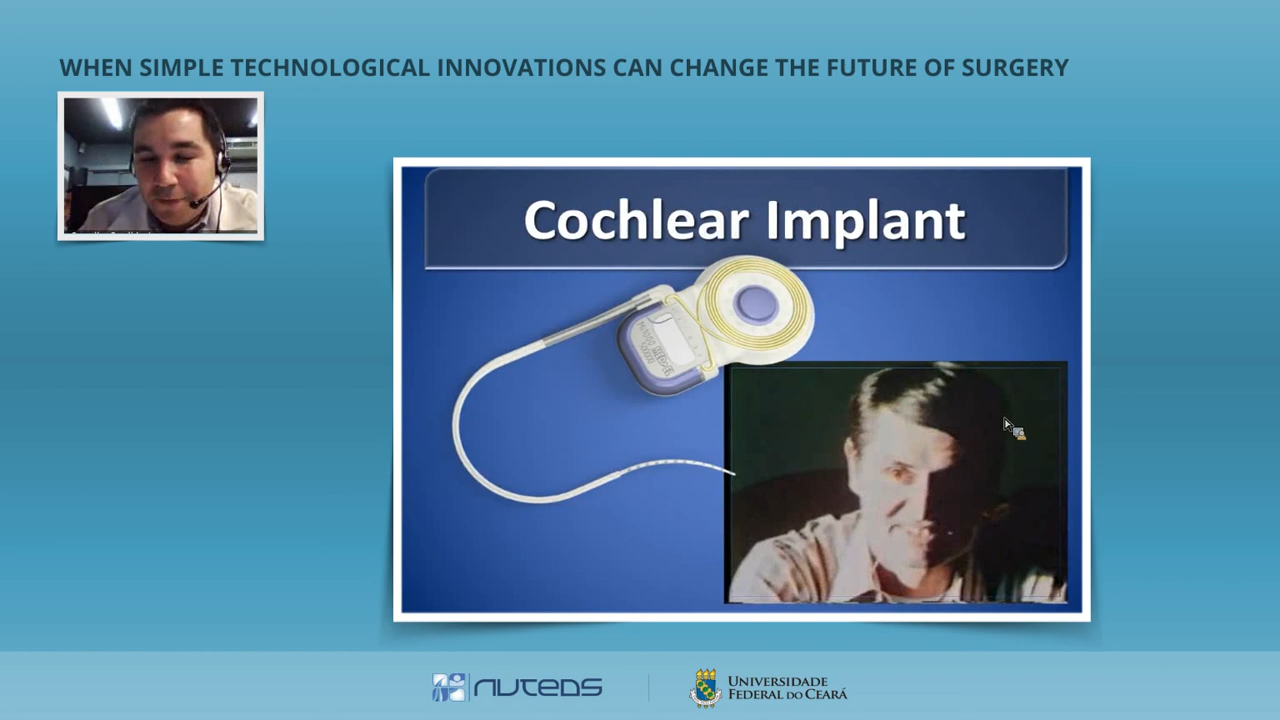 WHEN SIMPLE TECHNOLOGICAL INNOVATIONS CAN CHANGE THE FUTURE OF SURGERY
Cochlear Implant
NUTEDS
UNIVERSIDADE
FEDERAL DO CEARÁ